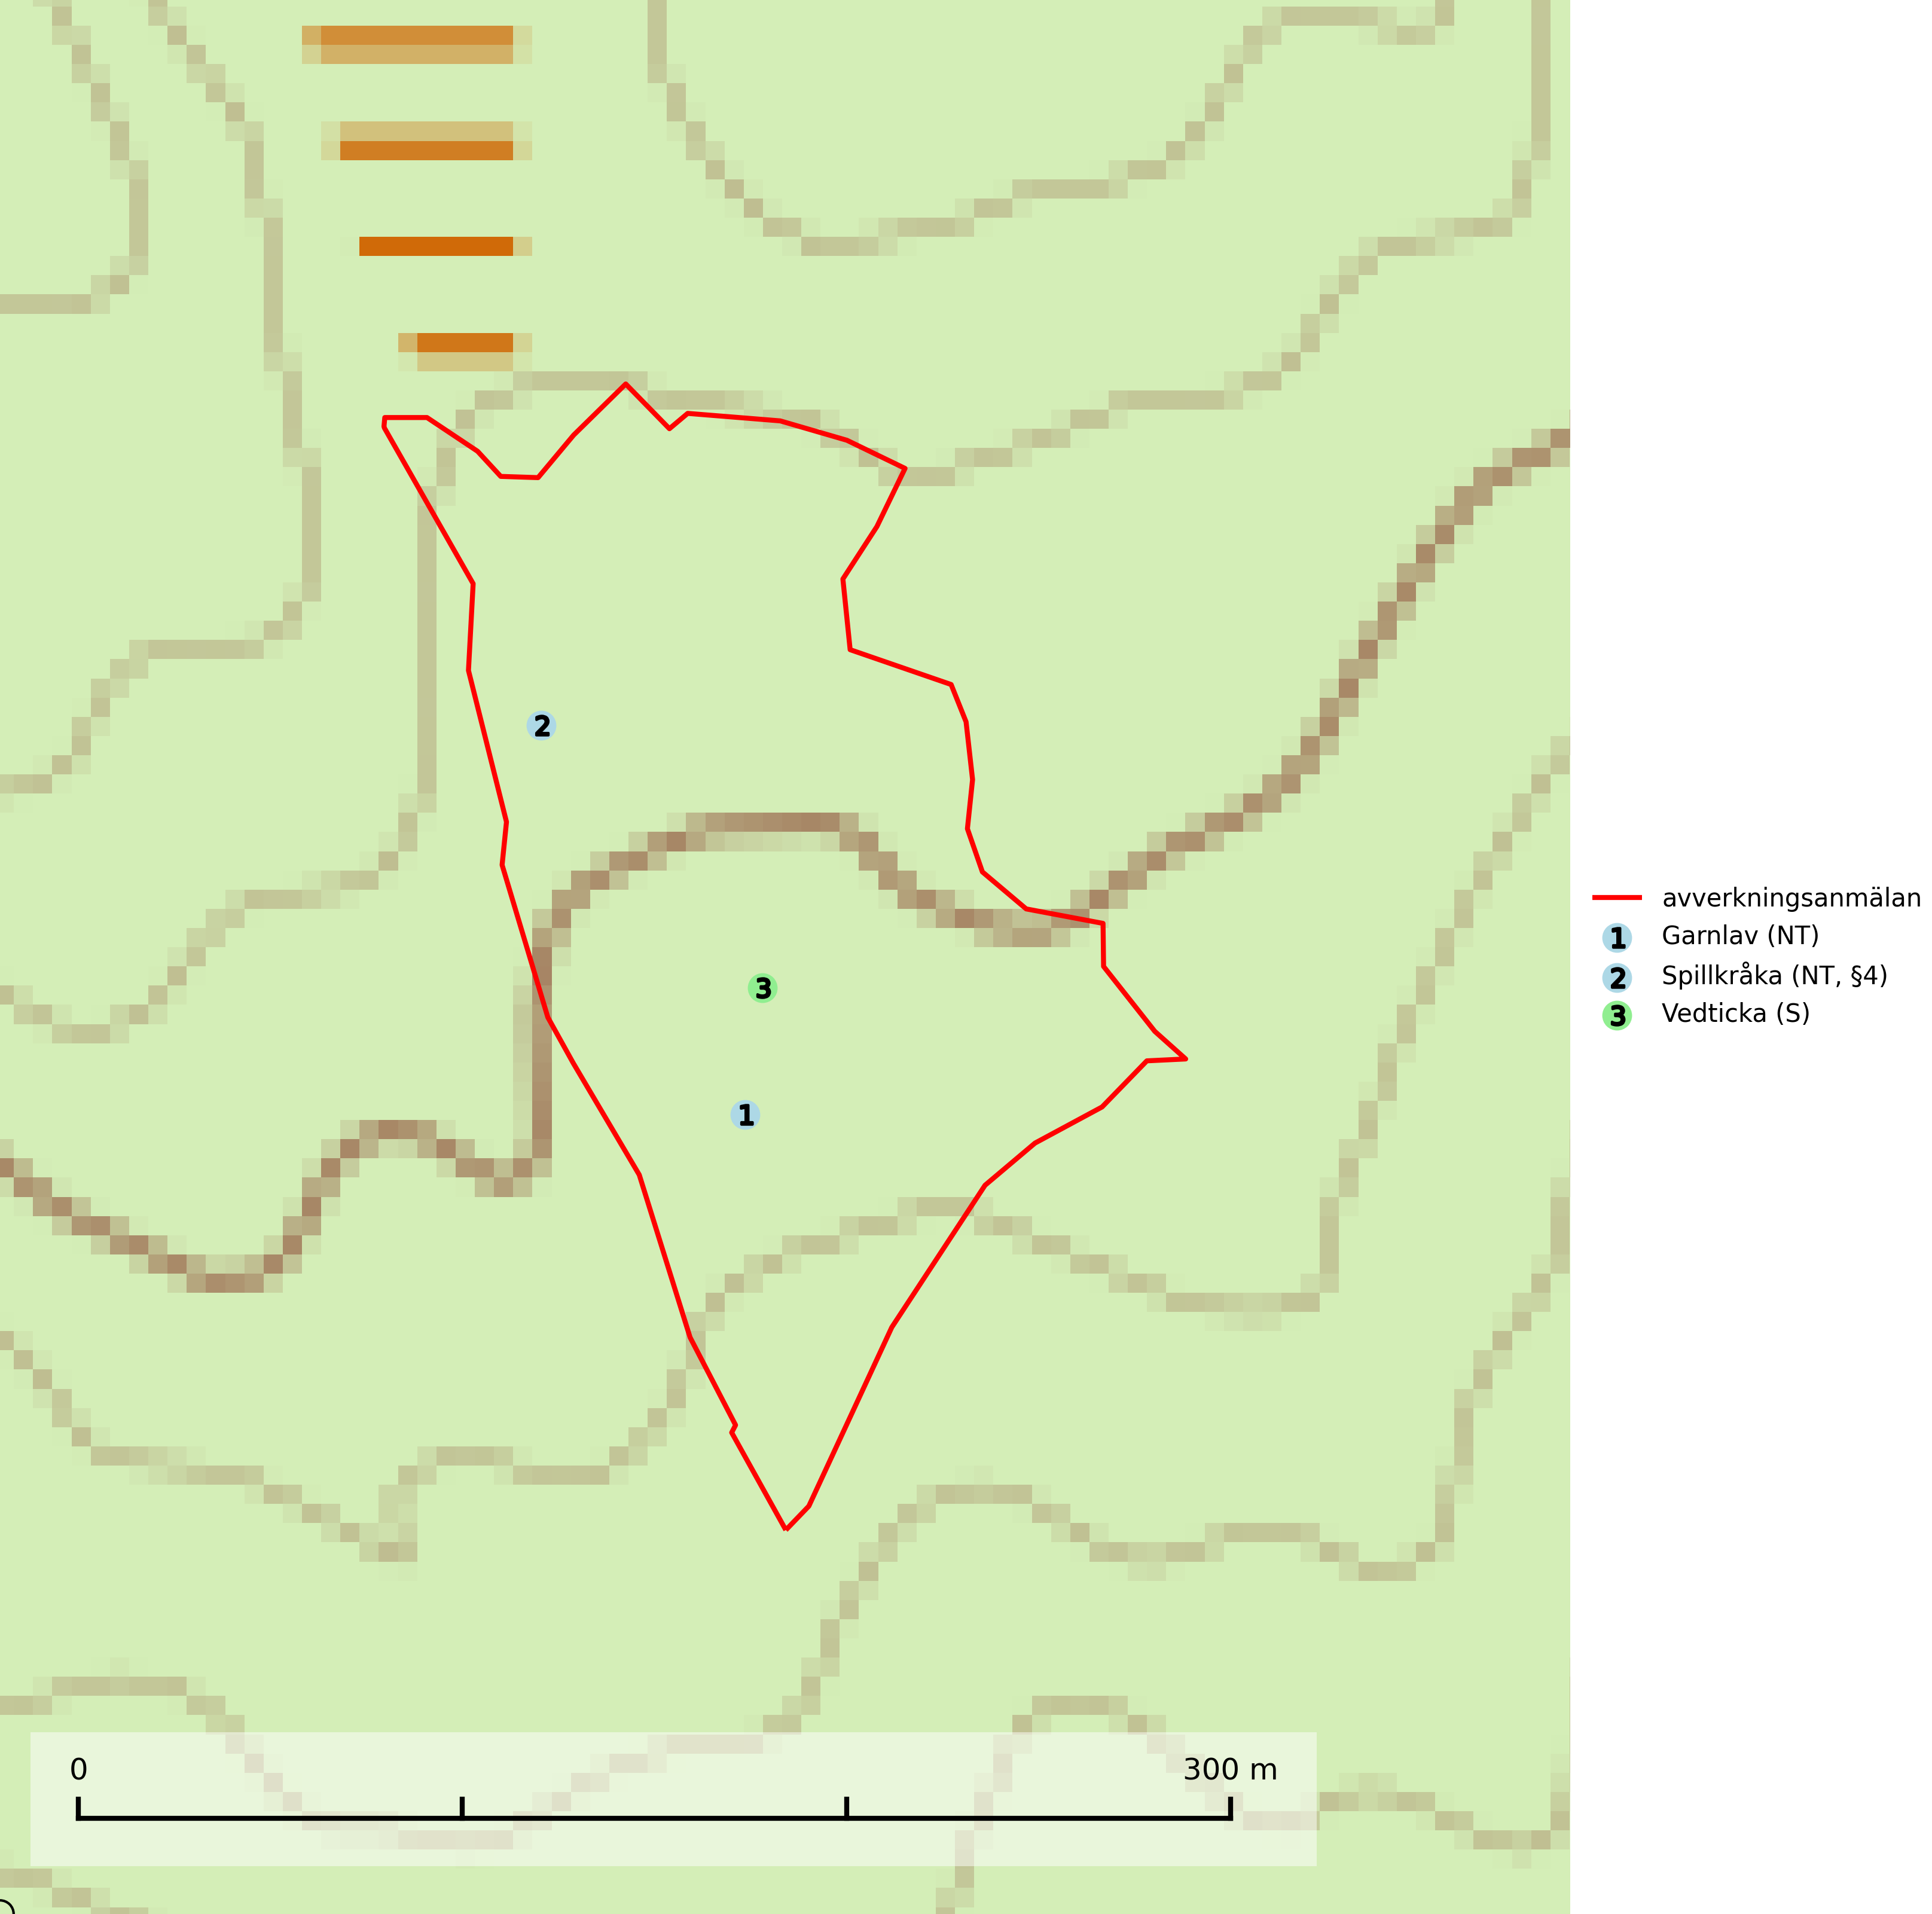 2
3
1
avverkningsanmälan
1 Garnlav (NT)
2 Spillkråka (NT, §4)
3 Vedticka (S)
0 300 m